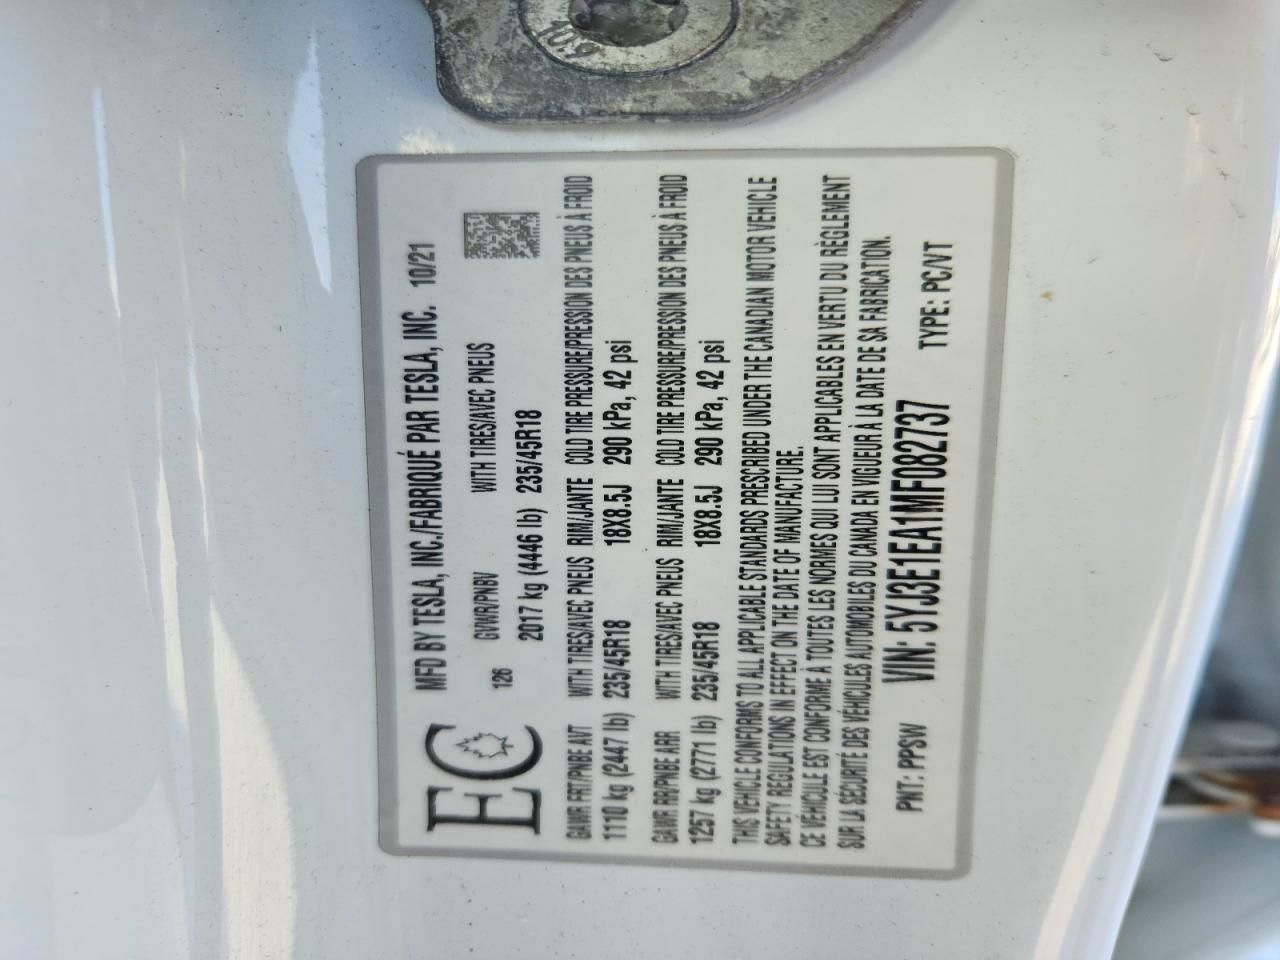 10.9
EC
MFD BY TESLA, INC./FABRIQUÉ PAR TESLA, INC. 10/21
126 GVWR/PNBV WITH TIRES/AVEC PNEUS
2017 kg (4446 lb) 235/45R18
GAWR FRT/PNBE AVT WITH TIRES/AVEC PNEUS RIM/JANTE COLD TIRE PRESSURE/PRESSION DES PNEUS À FROID
1110 kg (2447 lb) 235/45R18 18X8.5J 290 kPa, 42 psi
GAWR RR/PNBE ARR WITH TIRES/AVEC PNEUS RIM/JANTE COLD TIRE PRESSURE/PRESSION DES PNEUS À FROID
1257 kg (2771 lb) 235/45R18 18X8.5J 290 kPa, 42 psi
THIS VEHICLE CONFORMS TO ALL APPLICABLE STANDARDS PRESCRIBED UNDER THE CANADIAN MOTOR VEHICLE
SAFETY REGULATIONS IN EFFECT ON THE DATE OF MANUFACTURE.
CE VÉHICULE EST CONFORME À TOUTES LES NORMES QUI LUI SONT APPLICABLES EN VERTU DU RÈGLEMENT
SUR LA SÉCURITÉ DES VÉHICULES AUTOMOBILES DU CANADA EN VIGUEUR À LA DATE DE SA FABRICATION.
PNT: PPSW VIN: 5YJ3E1EA1MF082737 TYPE: PC/VT